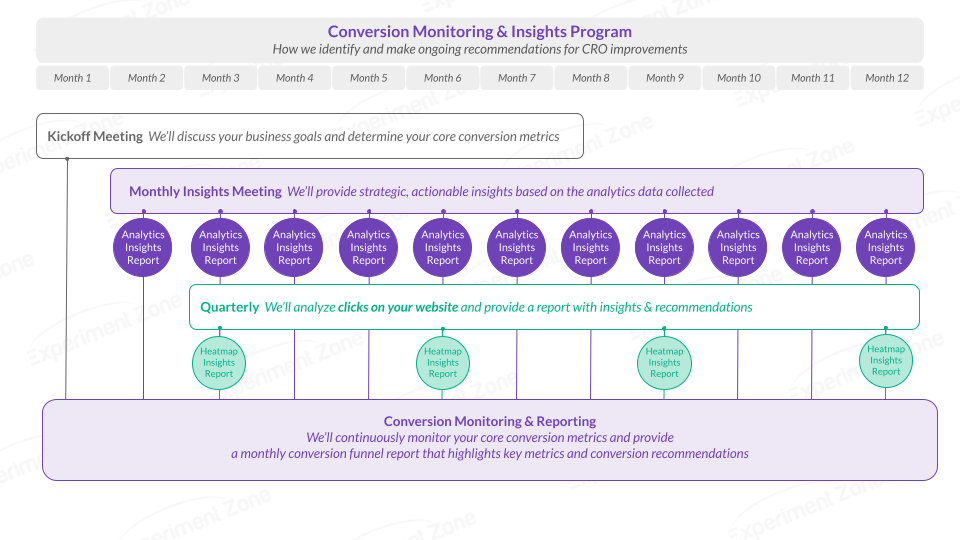 Conversion Monitoring & Insights Program
How we identify and make ongoing recommendations for CRO improvements
Month 1 Month 2 Month 3 Month 4 Month 5 Month 6 Month 7 Month 8 Month 9 Month 10 Month 11 Month 12
Kickoff Meeting We'll discuss your business goals and determine your core conversion metrics
Monthly Insights Meeting We'll provide strategic, actionable insights based on the analytics data collected
Analytics Analytics Analytics Analytics Analytics Analytics Analytics Analytics Analytics Analytics Analytics
Insights Insights Insights Insights Insights Insights Insights Insights Insights Insights Insights
Report Report Report Report Report Report Report Report Report Report Report
Quarterly We'll analyze clicks on your website and provide a report with insights & recommendations
Heatmap Heatmap Heatmap Heatmap
Insights Insights Insights Insights
Report Report Report Report
Conversion Monitoring & Reporting
We'll continuously monitor your core conversion metrics and provide
a monthly conversion funnel report that highlights key metrics and conversion recommendations
Experiment Zone